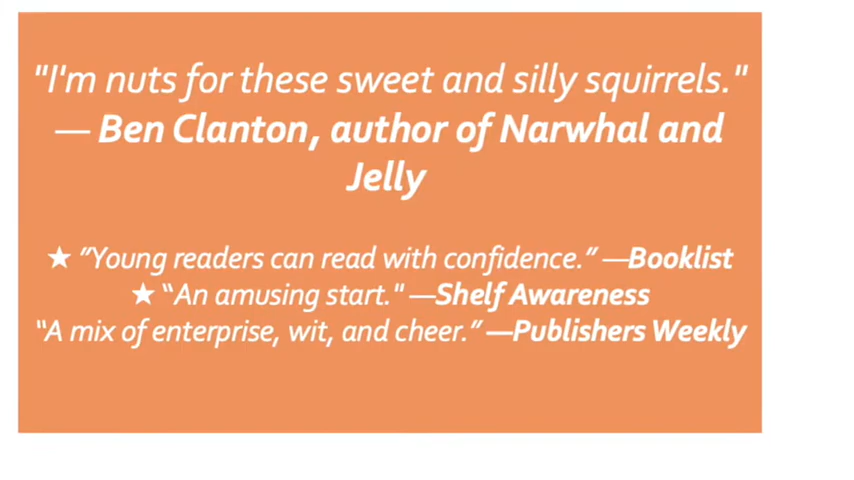 "I'm nuts for these sweet and silly squirrels."
— Ben Clanton, author of Narwhal and
Jelly
★ “Young readers can read with confidence.” —Booklist
★ “An amusing start." —Shelf Awareness
“A mix of enterprise, wit, and cheer.” —Publishers Weekly